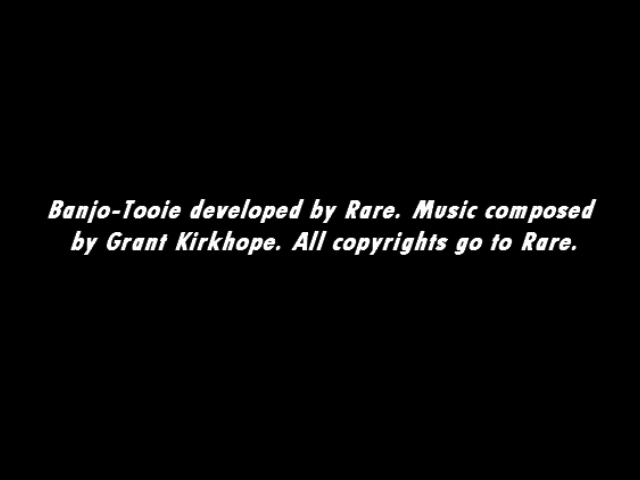 Banjo-Tooie developed by Rare. Music composed
by Grant Kirkhope. All copyrights go to Rare.